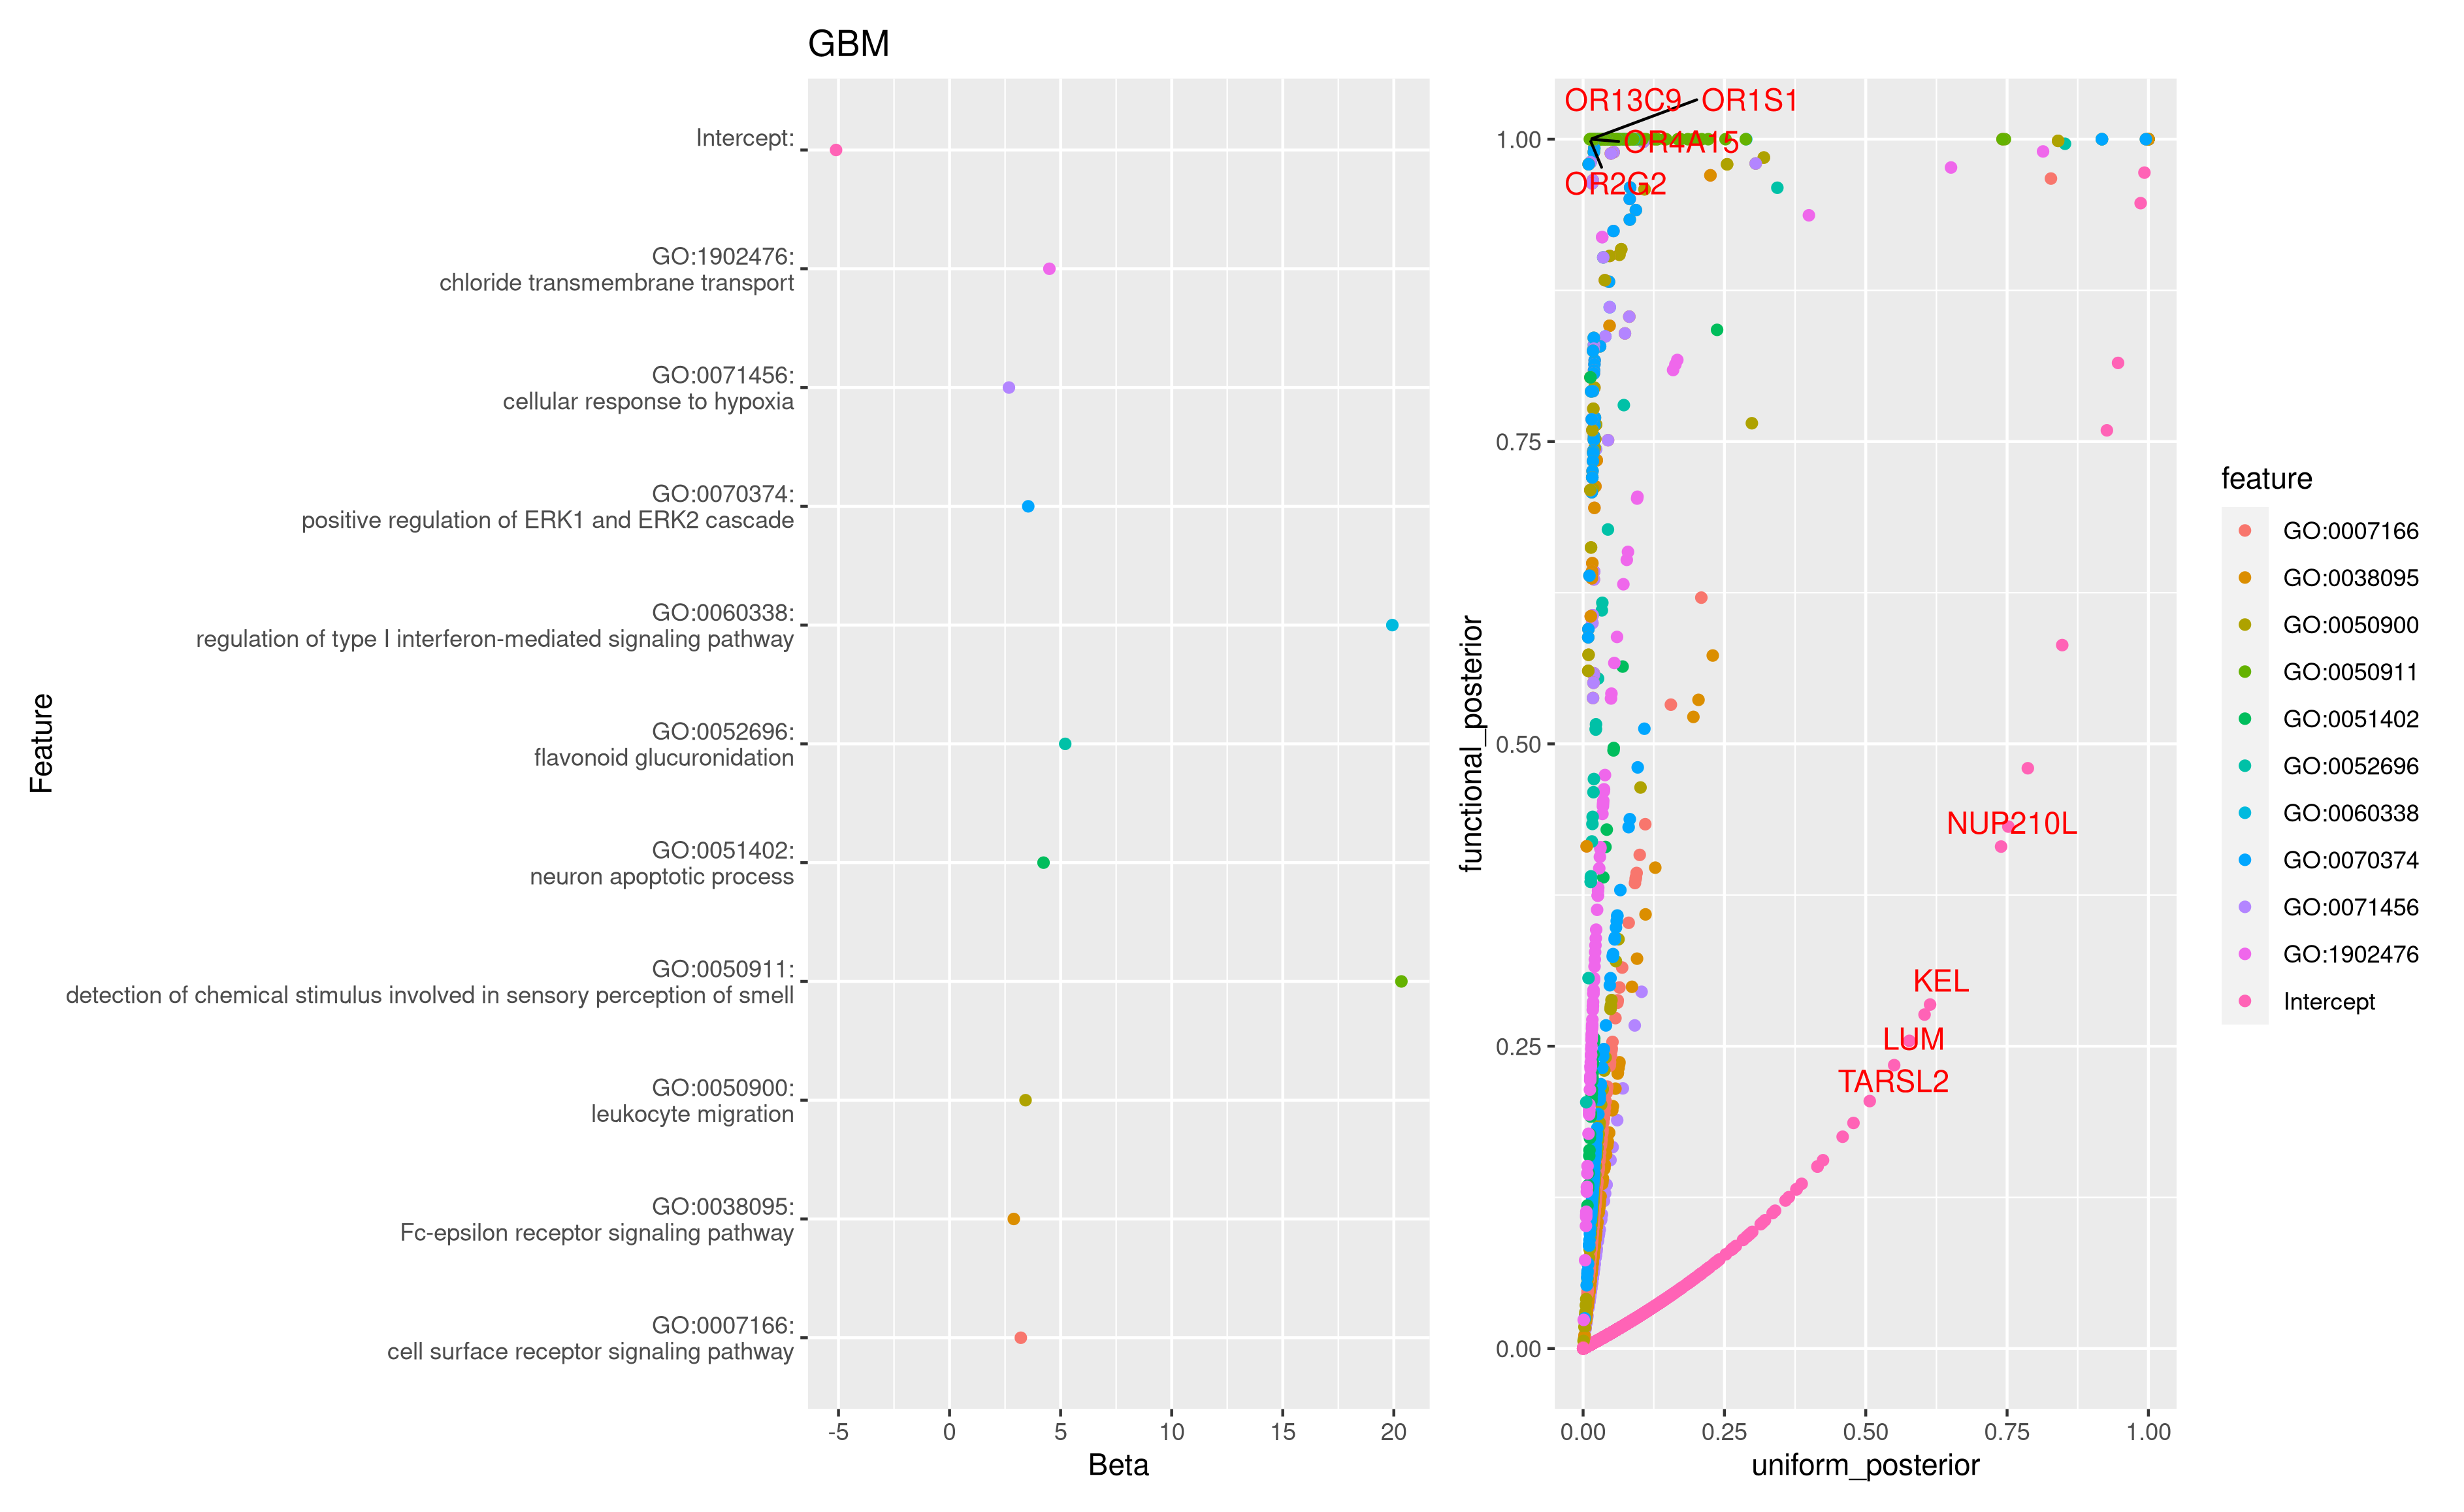 GBM
Feature
Intercept:
GO:1902476:
chloride transmembrane transport
GO:0071456:
cellular response to hypoxia
GO:0070374:
positive regulation of ERK1 and ERK2 cascade
GO:0060338:
regulation of type I interferon-mediated signaling pathway
GO:0052696:
flavonoid glucuronidation
GO:0051402:
neuron apoptotic process
GO:0050911:
detection of chemical stimulus involved in sensory perception of smell
GO:0050900:
leukocyte migration
GO:0038095:
Fc-epsilon receptor signaling pathway
GO:0007166:
cell surface receptor signaling pathway
-5 0 5 10 15 20
Beta
functional_posterior
1.00
0.75
0.50
0.25
0.00
OR13C9 OR1S1
OR4A15
OR2G2
NUP210L
KEL
LUM
TARSL2
0.00 0.25 0.50 0.75 1.00
uniform_posterior
feature
GO:0007166
GO:0038095
GO:0050900
GO:0050911
GO:0051402
GO:0052696
GO:0060338
GO:0070374
GO:0071456
GO:1902476
Intercept